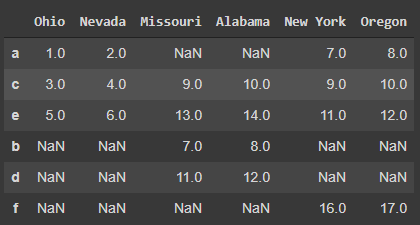 Ohio Nevada Missouri Alabama New York Oregon
a 1.0 2.0 NaN NaN 7.0 8.0
c 3.0 4.0 9.0 10.0 9.0 10.0
e 5.0 6.0 13.0 14.0 11.0 12.0
b NaN NaN 7.0 8.0 NaN NaN
d NaN NaN 11.0 12.0 NaN NaN
f NaN NaN NaN NaN 16.0 17.0